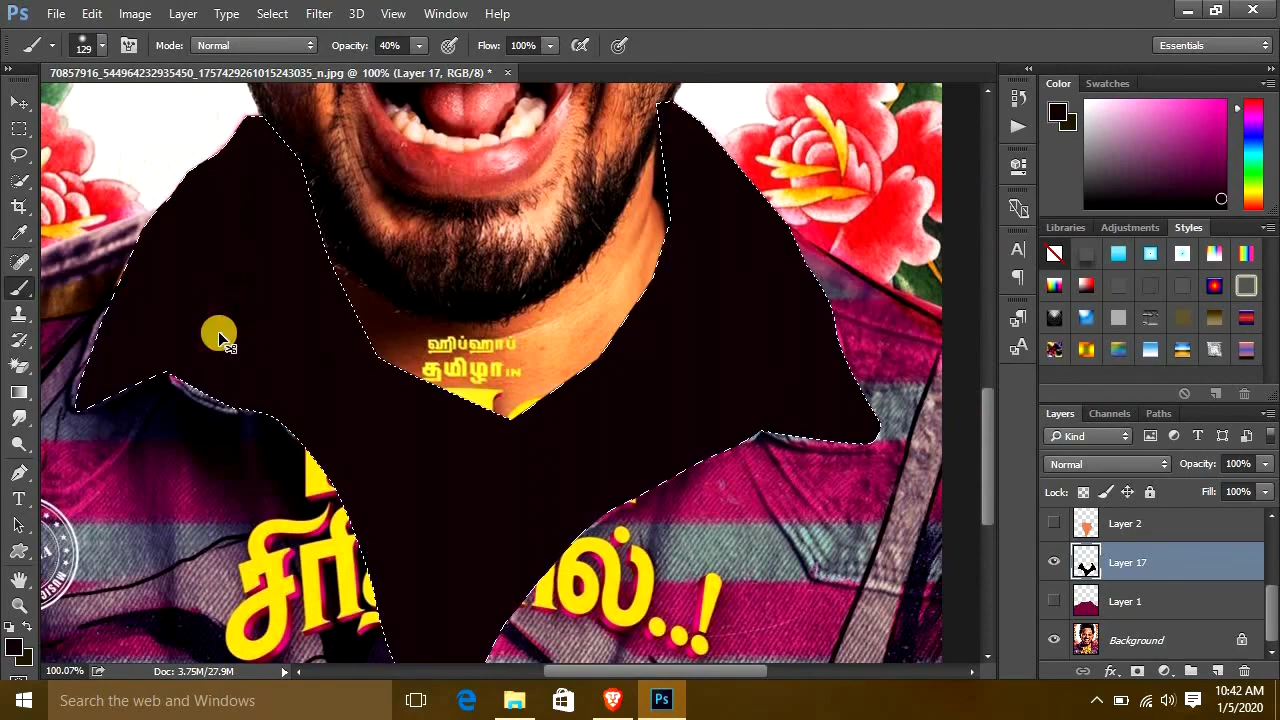 Ps File Edit Image Layer Type Select Filter 3D View Window Help
129 Mode: Normal Opacity: 40% Flow: 100% Essentials
70857916_544964232935450_1757429261015243035_n.jpg @ 100% (Layer 17, RGB/8) * ×
Color Swatches
Libraries Adjustments Styles
ஹிப்ஹாப்
தமிழா IN
Layers Channels Paths
Kind
Normal Opacity: 100%
Lock: Fill: 100%
Layer 2
Layer 17
Layer 1
Background
100.07% Doc: 3.75M/27.9M
Search the web and Windows
Ps
10:42 AM
1/5/2020